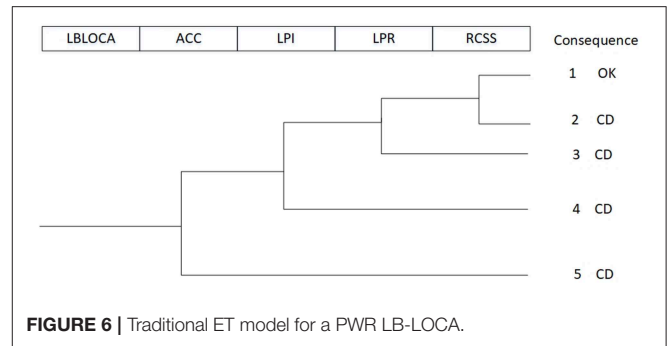 LBLOCA ACC LPI LPR RCSS Consequence
1 OK
2 CD
3 CD
4 CD
5 CD
FIGURE 6 | Traditional ET model for a PWR LB-LOCA.